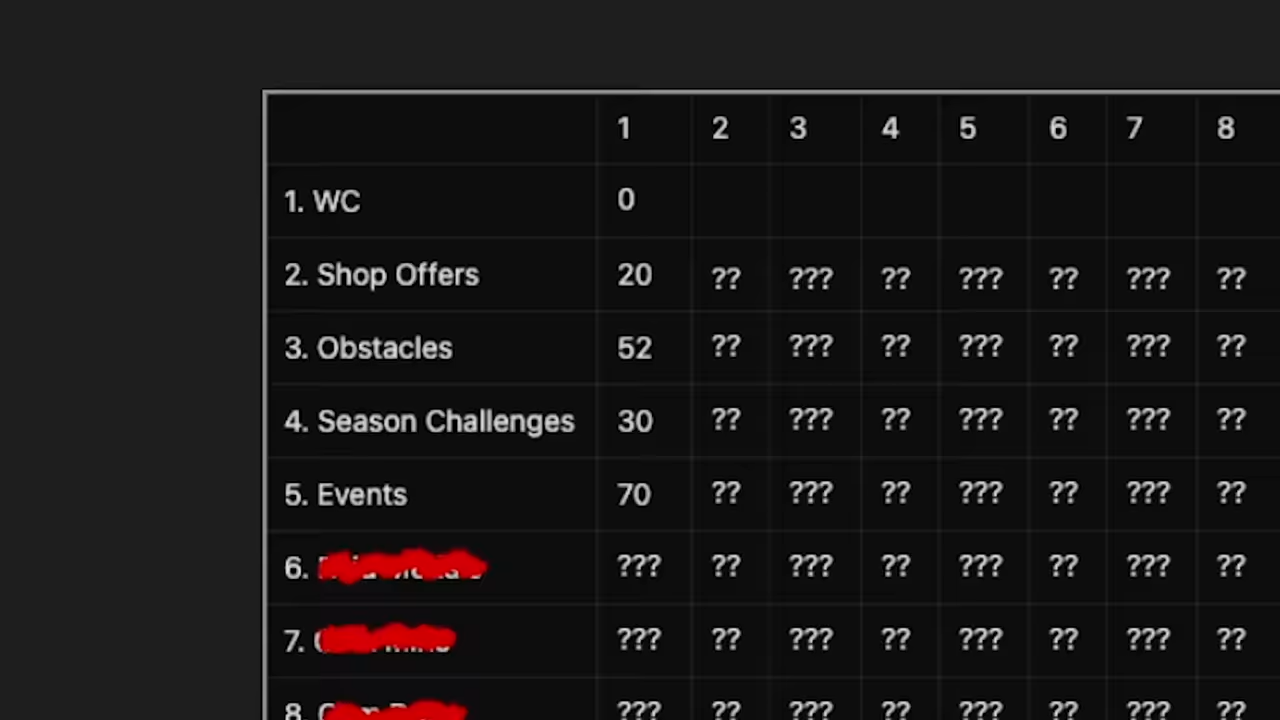 1 2 3 4 5 6 7 8
1. WC 0
2. Shop Offers 20 ?? ??? ?? ??? ?? ??? ??
3. Obstacles 52 ?? ??? ?? ??? ?? ??? ??
4. Season Challenges 30 ?? ??? ?? ??? ?? ??? ??
5. Events 70 ?? ??? ?? ??? ?? ??? ??
6. ??? ?? ??? ?? ??? ?? ??? ??
7. ??? ?? ??? ?? ??? ?? ??? ??
8. ??? ?? ??? ?? ??? ?? ??? ??